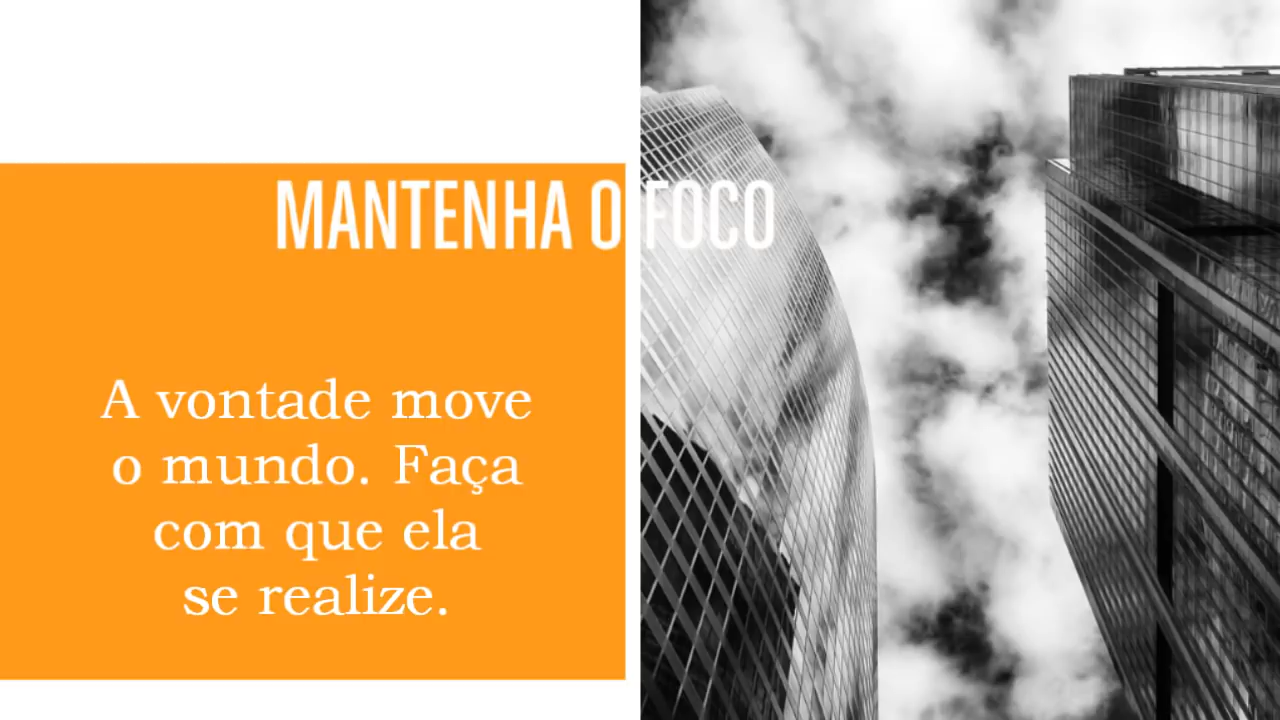 MANTENHA O FOCO
A vontade move
o mundo. Faça
com que ela
se realize.